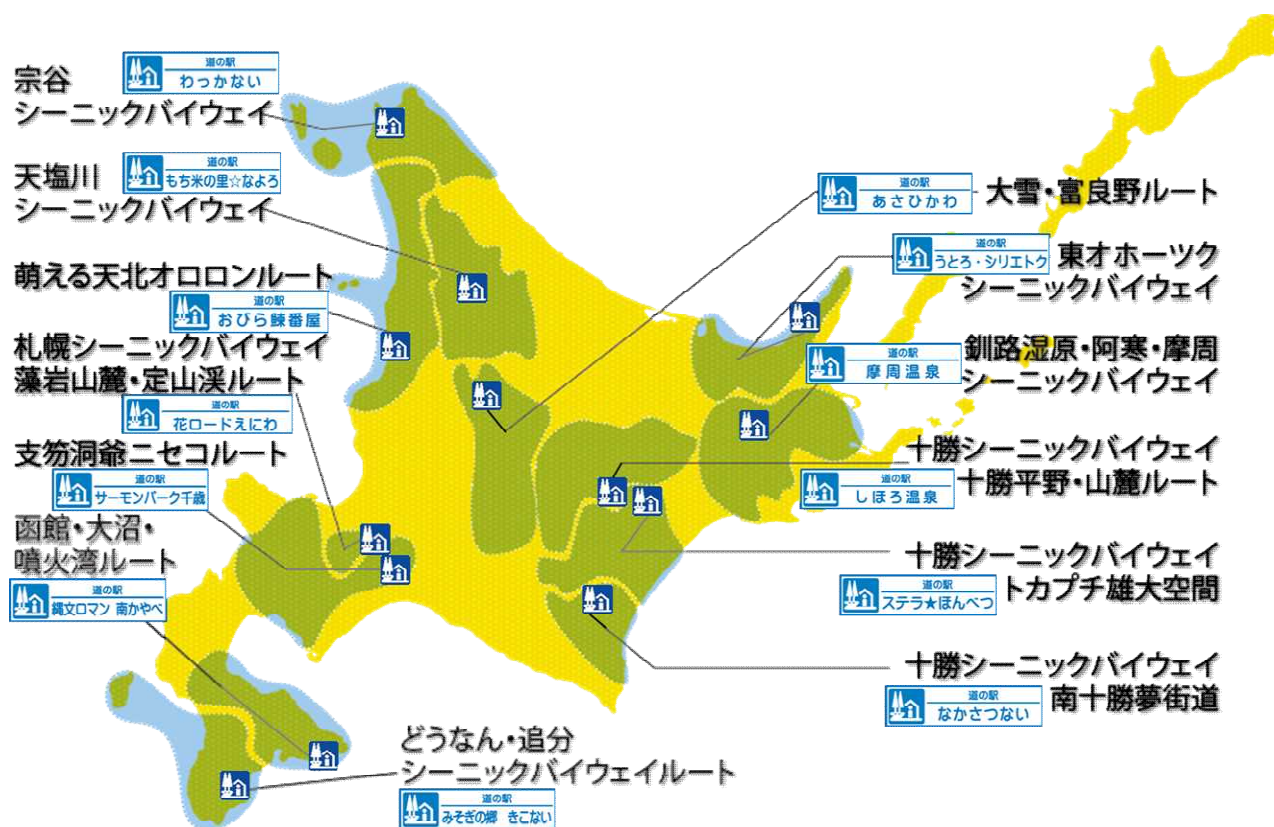 道の駅
わっかない
宗谷
シーニックバイウェイ
道の駅
もち米の里☆なよろ
天塩川
シーニックバイウェイ
萌える天北オロロンルート
道の駅
おびら鰊番屋
札幌シーニックバイウェイ
藻岩山麓・定山渓ルート
道の駅
花ロードえにわ
支笏洞爺ニセコルート
道の駅
サーモンパーク千歳
函館・大沼・
噴火湾ルート
道の駅
縄文ロマン 南かやべ
どうなん・追分
シーニックバイウェイルート
道の駅
みそぎの郷 きこない
道の駅
あさひかわ
大雪・富良野ルート
道の駅
うとろ・シリエトク
東オホーツク
シーニックバイウェイ
道の駅
摩周温泉
釧路湿原・阿寒・摩周
シーニックバイウェイ
十勝シーニックバイウェイ
十勝平野・山麓ルート
道の駅
しほろ温泉
十勝シーニックバイウェイ
トカプチ雄大空間
道の駅
ステラ★ほんべつ
十勝シーニックバイウェイ
南十勝夢街道
道の駅
なかさつない